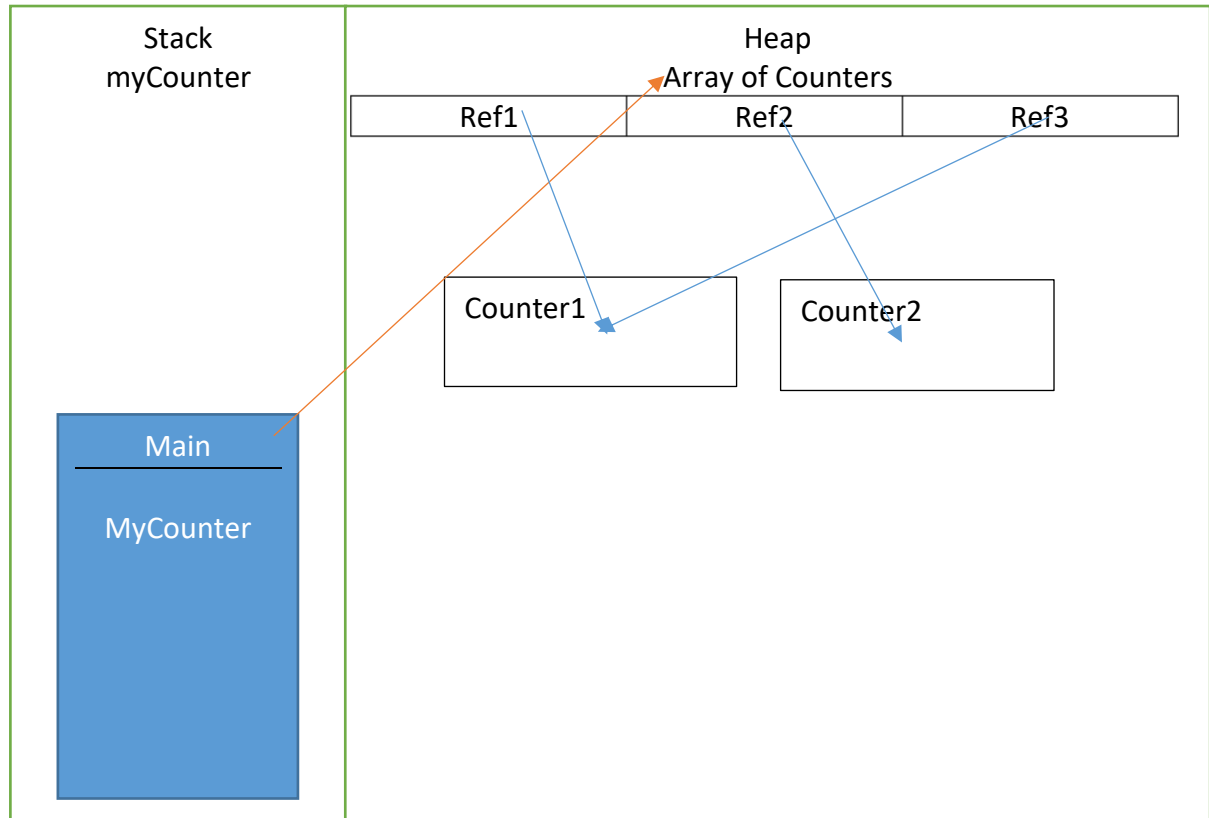 Stack
myCounter
Heap
Array of Counters
Ref1 Ref2 Ref3
Counter1
Counter2
Main
MyCounter